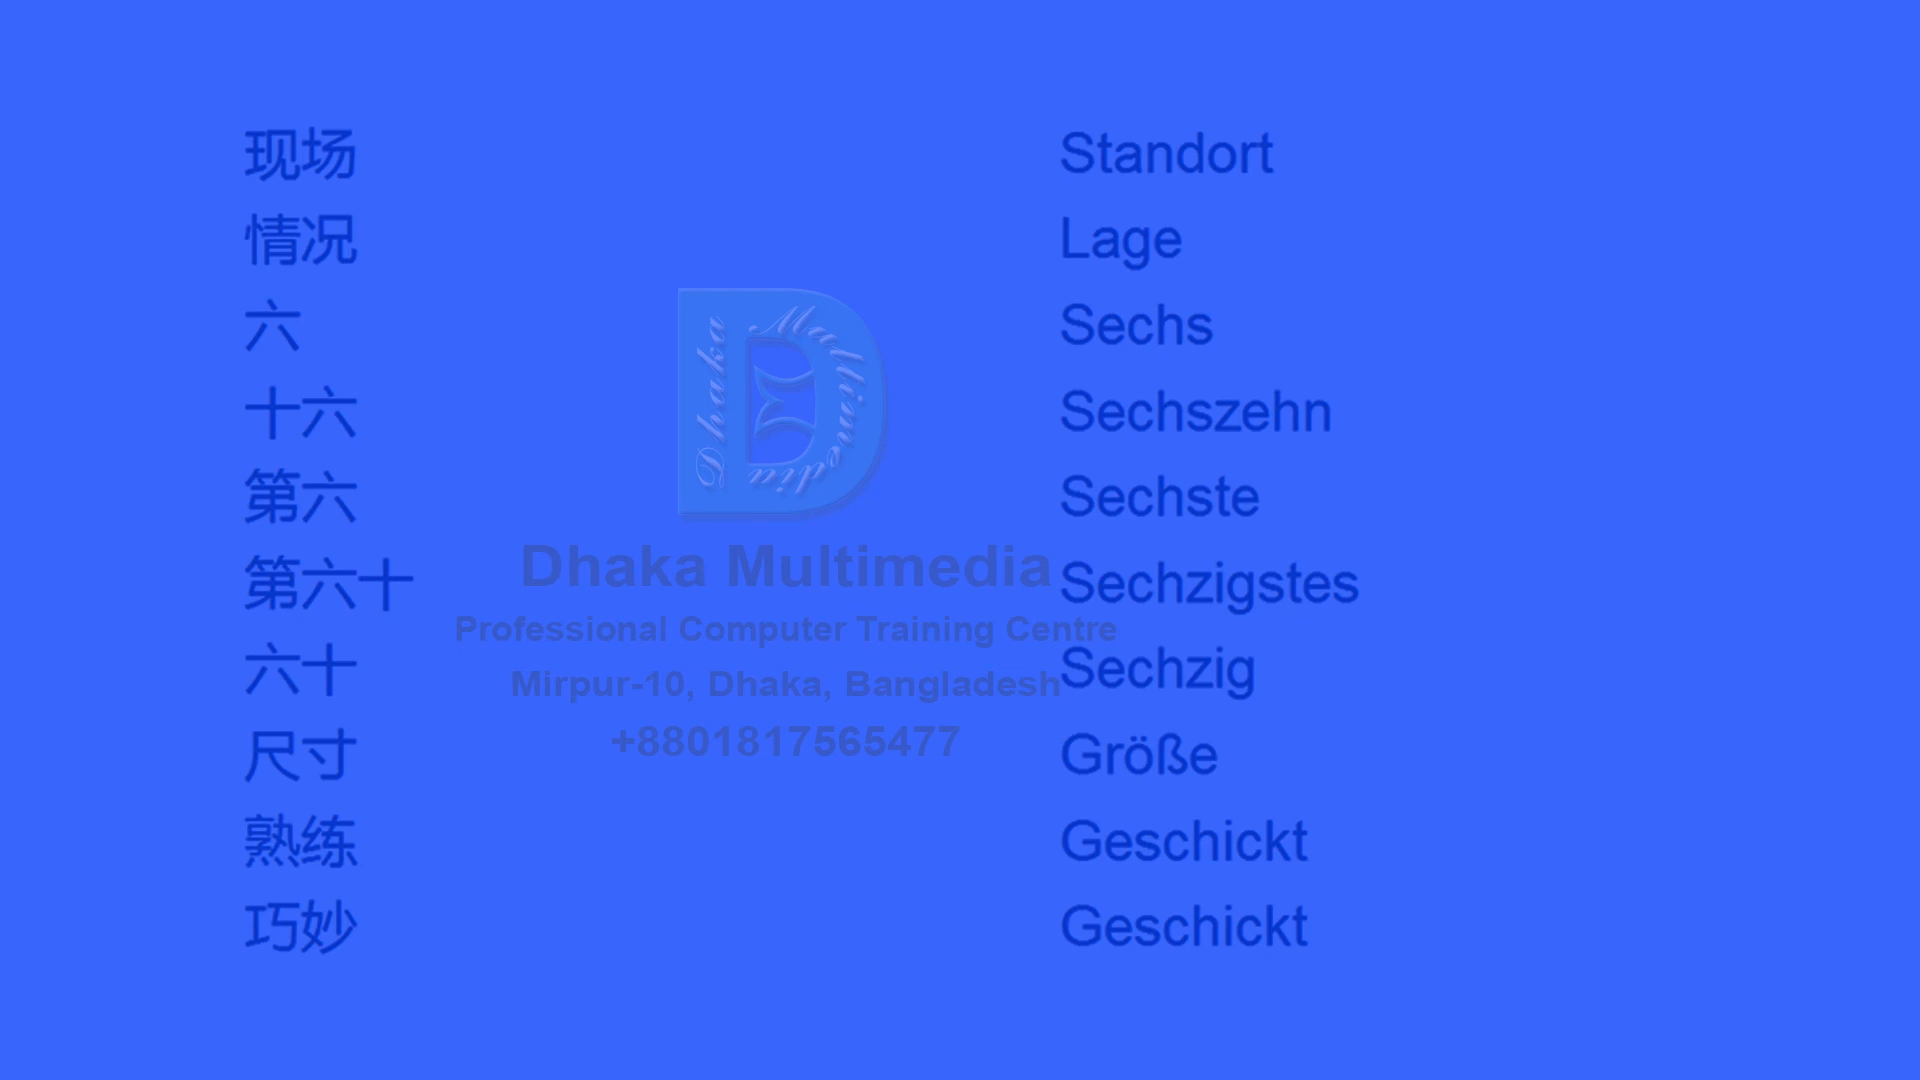 现场 Standort
情况 Lage
六 Sechs
十六 Sechszehn
第六 Sechste
第六十 Sechzigstes
六十 Sechzig
尺寸 Größe
熟练 Geschickt
巧妙 Geschickt
Dhaka Multimedia
Dhaka Multimedia
Professional Computer Training Centre
Mirpur-10, Dhaka, Bangladesh
+8801817565477